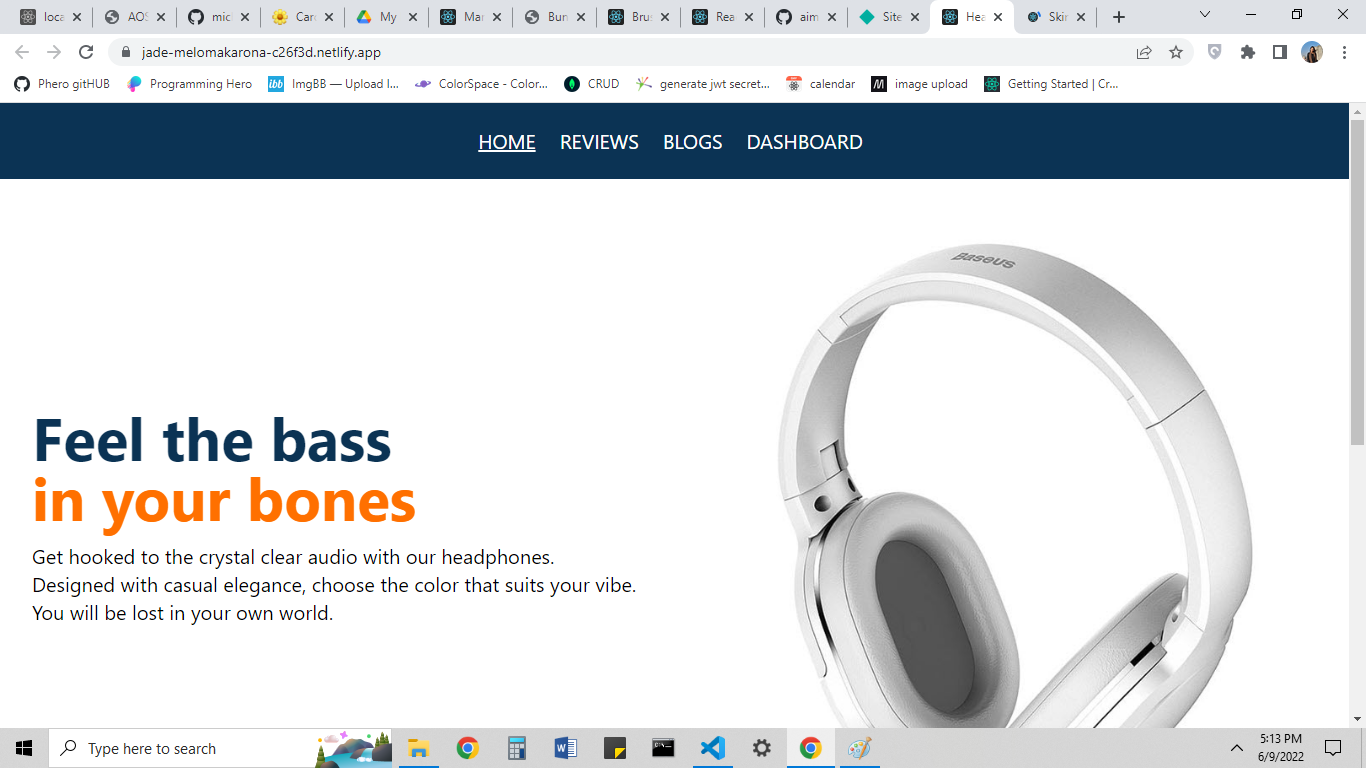 loca
AOS
micr
Card
My
Mar
Bun
Brus
Rea
aim
Site
Hea
Skin
jade-melomakarona-c26f3d.netlify.app
Phero gitHUB
Programming Hero
ibb
ImgBB — Upload I...
ColorSpace - Color...
CRUD
generate jwt secret...
calendar
image upload
Getting Started | Cr...
HOME
REVIEWS
BLOGS
DASHBOARD
Baseus
Feel the bass
in your bones
Get hooked to the crystal clear audio with our headphones.
Designed with casual elegance, choose the color that suits your vibe.
You will be lost in your own world.
Type here to search
5:13 PM
6/9/2022